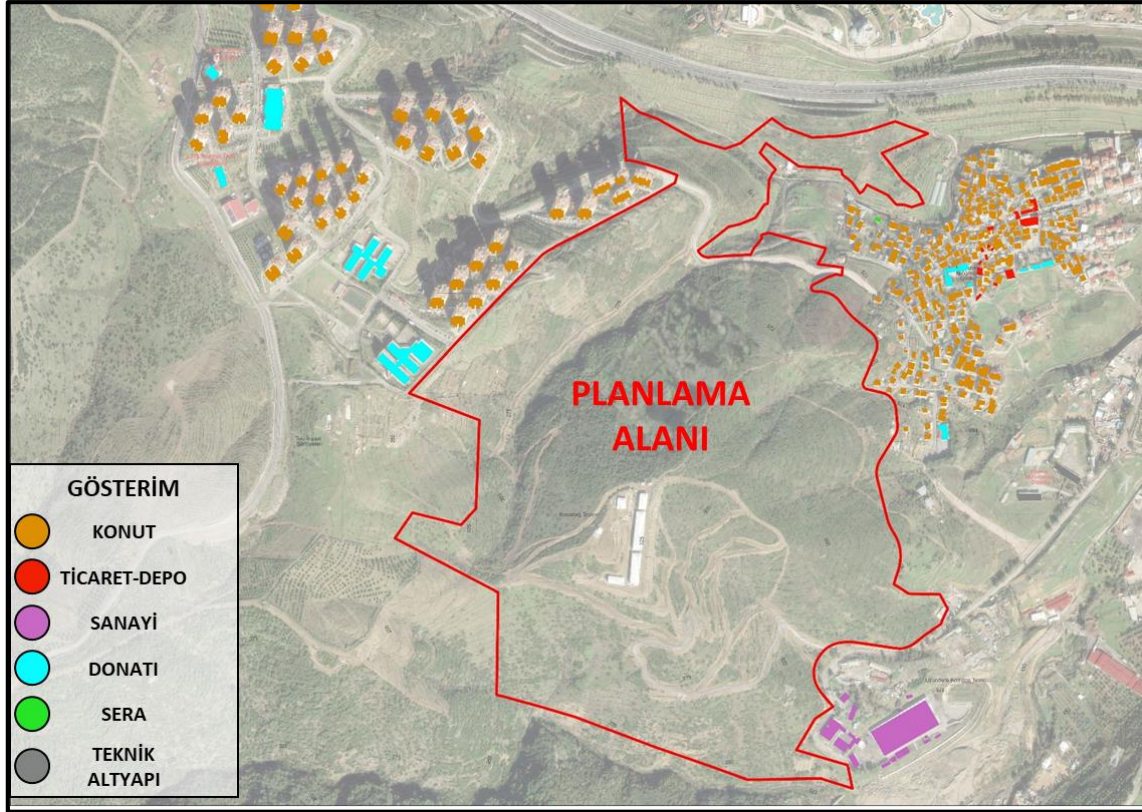 PLANLAMA
ALANI
GÖSTERİM
KONUT
TİCARET-DEPO
SANAYİ
DONATI
SERA
TEKNİK
ALTYAPI